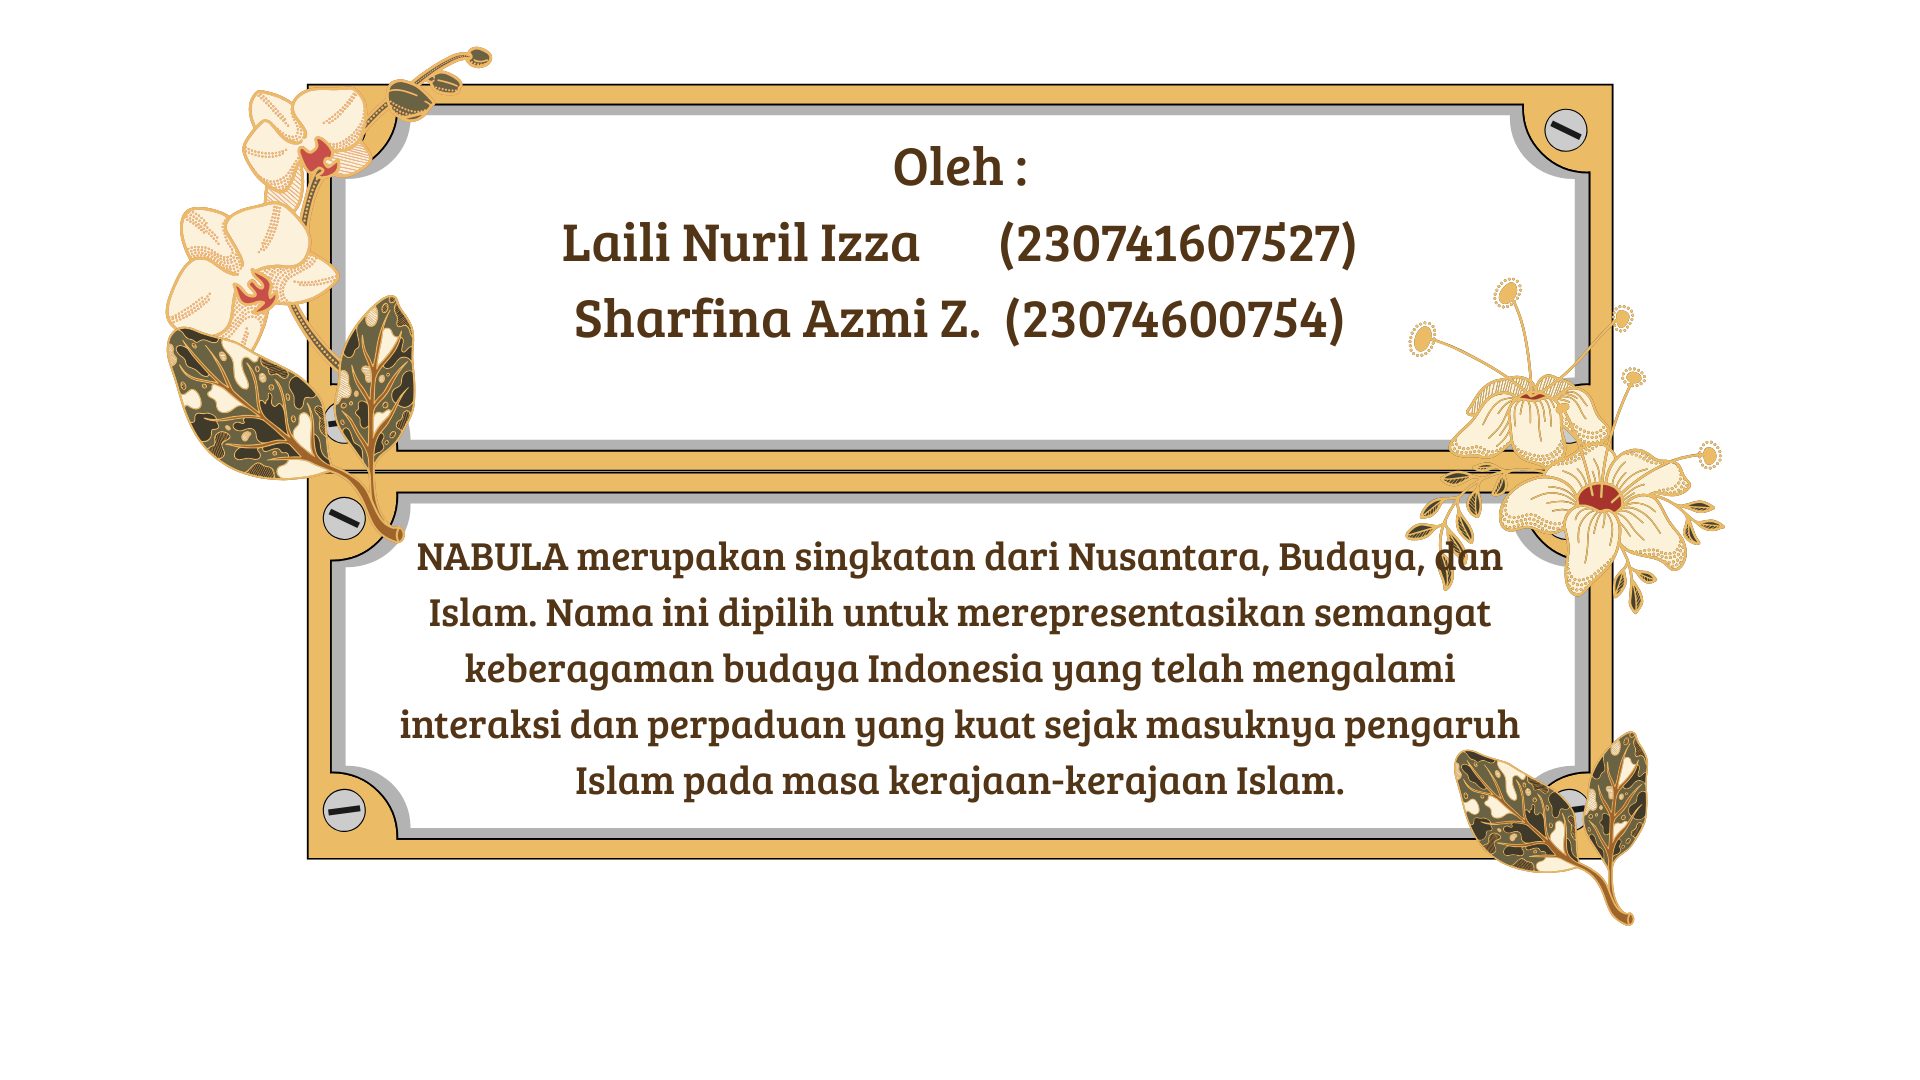 Oleh :
Laili Nuril Izza (230741607527)
Sharfina Azmi Z. (23074600754)
NABULA merupakan singkatan dari Nusantara, Budaya, dan
Islam. Nama ini dipilih untuk merepresentasikan semangat
keberagaman budaya Indonesia yang telah mengalami
interaksi dan perpaduan yang kuat sejak masuknya pengaruh
Islam pada masa kerajaan-kerajaan Islam.